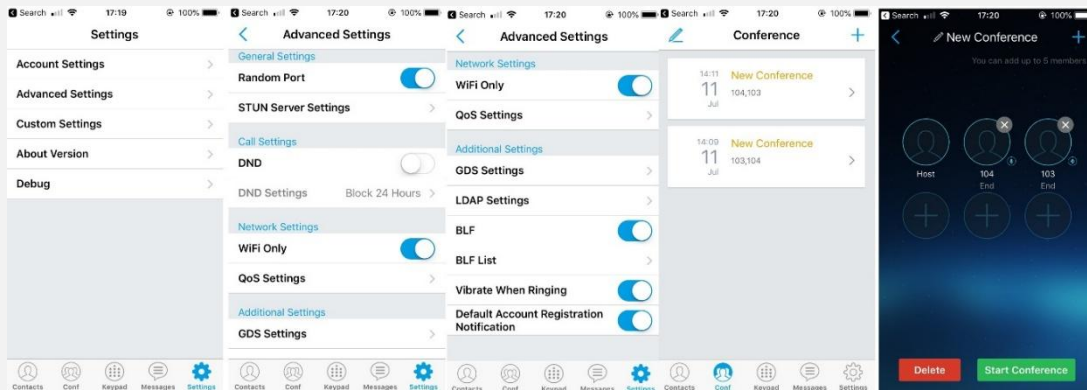 Search 17:19 100%
Settings
Account Settings
Advanced Settings
Custom Settings
About Version
Debug
Contacts Conf Keypad Messages Settings
Search 17:20 100%
Advanced Settings
General Settings
Random Port
STUN Server Settings
Call Settings
DND
DND Settings Block 24 Hours
Network Settings
WiFi Only
QoS Settings
Additional Settings
GDS Settings
Contacts Conf Keypad Messages Settings
Search 17:20 100%
Advanced Settings
Network Settings
WiFi Only
QoS Settings
Additional Settings
GDS Settings
LDAP Settings
BLF
BLF List
Vibrate When Ringing
Default Account Registration
Notification
Contacts Conf Keypad Messages Settings
Search 17:20 100%
Conference
14:11 New Conference
11 104,103
Jul
14:09 New Conference
11 103,104
Jul
Contacts Conf Keypad Messages Settings
Search 17:20 100%
New Conference
You can add up to 5 members
Host 104 103
End End
Delete Start Conference